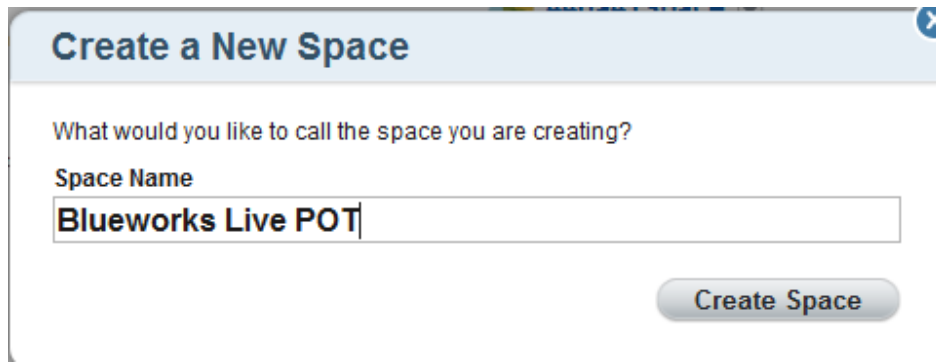 Create a New Space
What would you like to call the space you are creating?
Space Name
Blueworks Live POT
Create Space